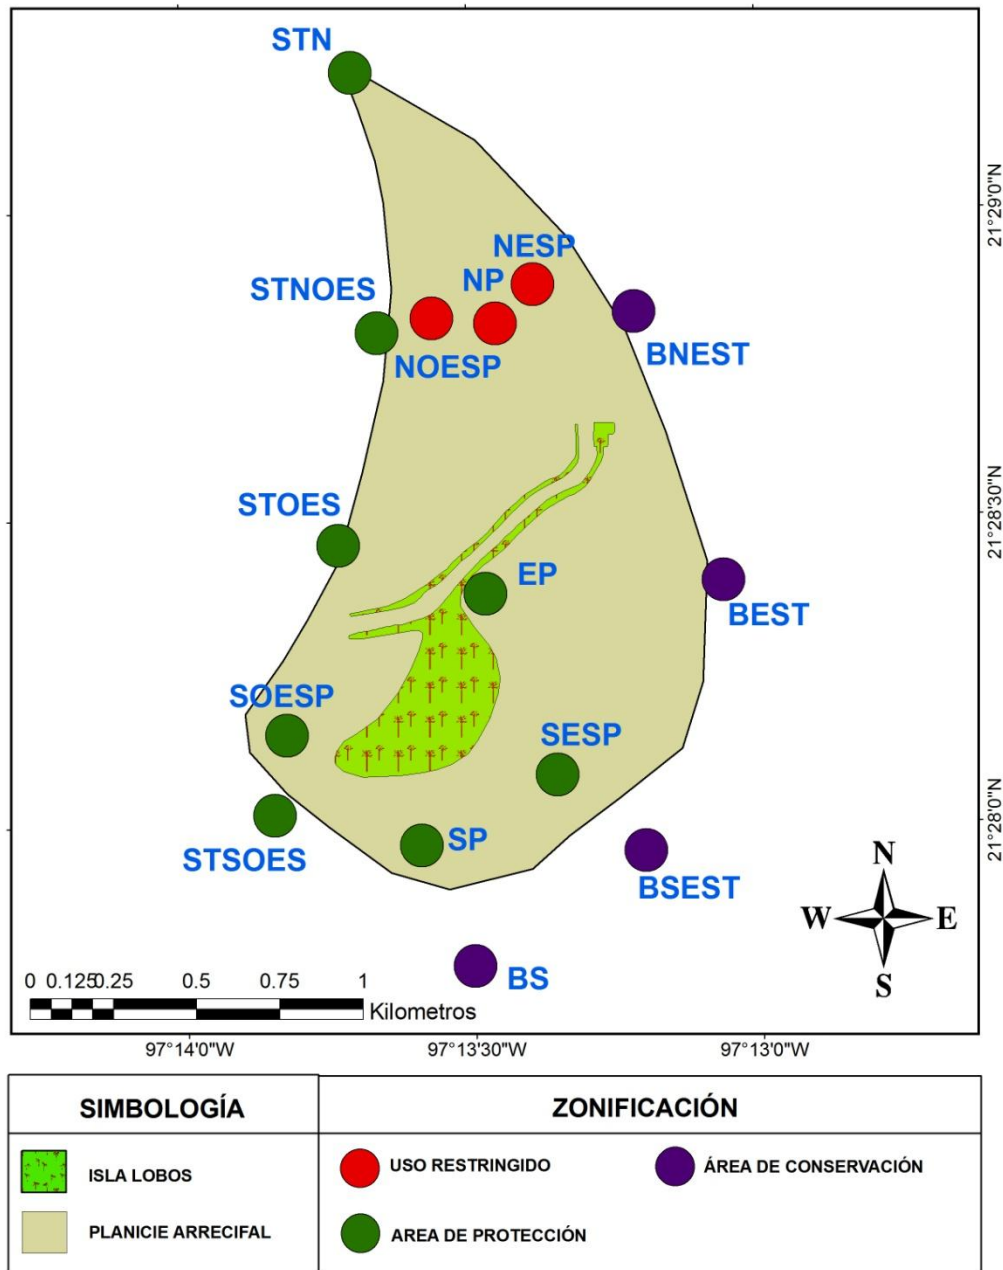 STN
21°29'0"N
NESP
NP
STNOES
BNEST
NOESP
STOES
21°28'30"N
EP
BEST
SOESP
SESP
21°28'0"N
SP
STSOES
BSEST
N
W E
S
BS
0 0.125 0.25 0.5 0.75 1
Kilometros
97°14'0"W 97°13'30"W 97°13'0"W
SIMBOLOGÍA
ZONIFICACIÓN
ISLA LOBOS
USO RESTRINGIDO
ÁREA DE CONSERVACIÓN
PLANICIE ARRECIFAL
AREA DE PROTECCIÓN